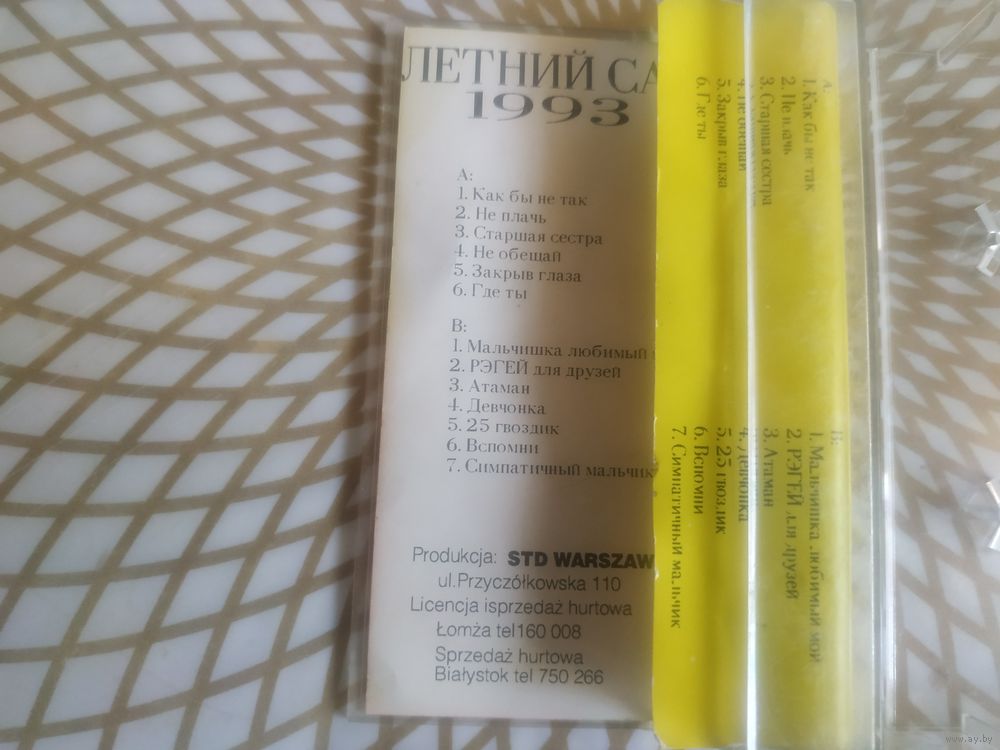 ЛЕТНИЙ СА
1993
A:
1. Как бы не так
2. Не плачь
3. Старшая сестра
4. Не обещай
5. Закрыв глаза
6. Где ты
B:
1. Мальчишка любимый
2. РЭГЕЙ для друзей
3. Атаман
4. Девчонка
5. 25 гвоздик
6. Вспомни
7. Симпатичный мальчик
Produkcja: STD WARSZAW
ul.Przyczółkowska 110
Licencja isprzedaż hurtowa
Łomża tel160 008
Sprzedaż hurtowa
Białystok tel 750 266
A:
1. Как бы не так
2. Не плачь
3. Старшая сестра
4. Не обещай
5. Закрыв глаза
6. Где ты
B:
1. Мальчишка любимый мой
2. РЭГЕЙ для друзей
3. Атаман
4. Девчонка
5. 25 гвоздик
6. Вспомни
7. Симпатичный мальчик
www.ay.by